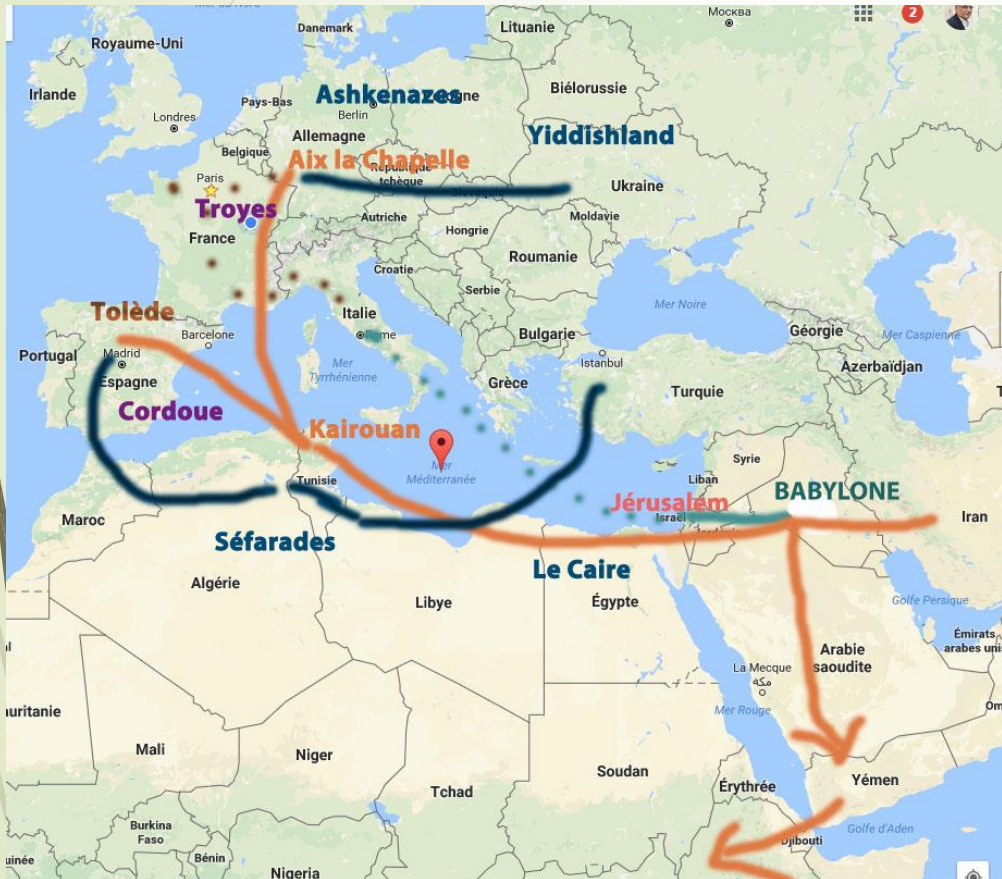 Москва
2
Danemark
Lituanie
Royaume-Uni
Irlande
Ashkenazes
Biélorussie
Pays-Bas
Berlin
Londres
Allemagne
Yiddishland
Belgique
Aix la Chapelle
République
tchèque
Paris
Ukraine
Troyes
Autriche
Moldavie
Hongrie
France
Roumanie
Croatie
Serbie
Mer Noire
Italie
Tolède
Barcelone
Bulgarie
Géorgie
Mer Caspienne
Portugal
Madrid
Mer
Tyrrhénienne
Istanbul
Azerbaïdjan
Espagne
Grèce
Turquie
Cordoue
Kairouan
Mer
Méditerranée
Syrie
Tunisie
Liban
BABYLONE
Jérusalem
Israël
Iran
Maroc
Séfarades
Le Caire
Algérie
Libye
Égypte
Golfe Persique
Émirats
arabes unis
Arabie
saoudite
La Mecque
مكة
Mer Rouge
auritanie
Mali
Niger
Soudan
Tchad
Érythrée
Yémen
Burkina
Faso
Djibouti
Golfe d'Aden
uinée
Bénin
Nigeria